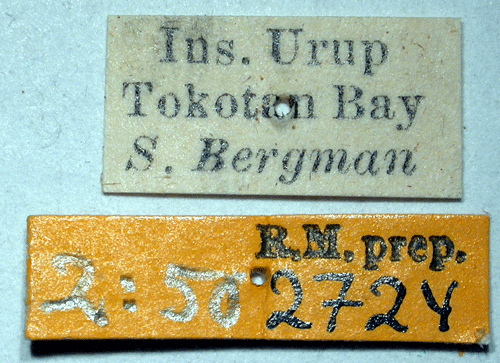 Ins. Urup
Tokotan Bay
S. Bergman
R.M. prep.
2:50 2724